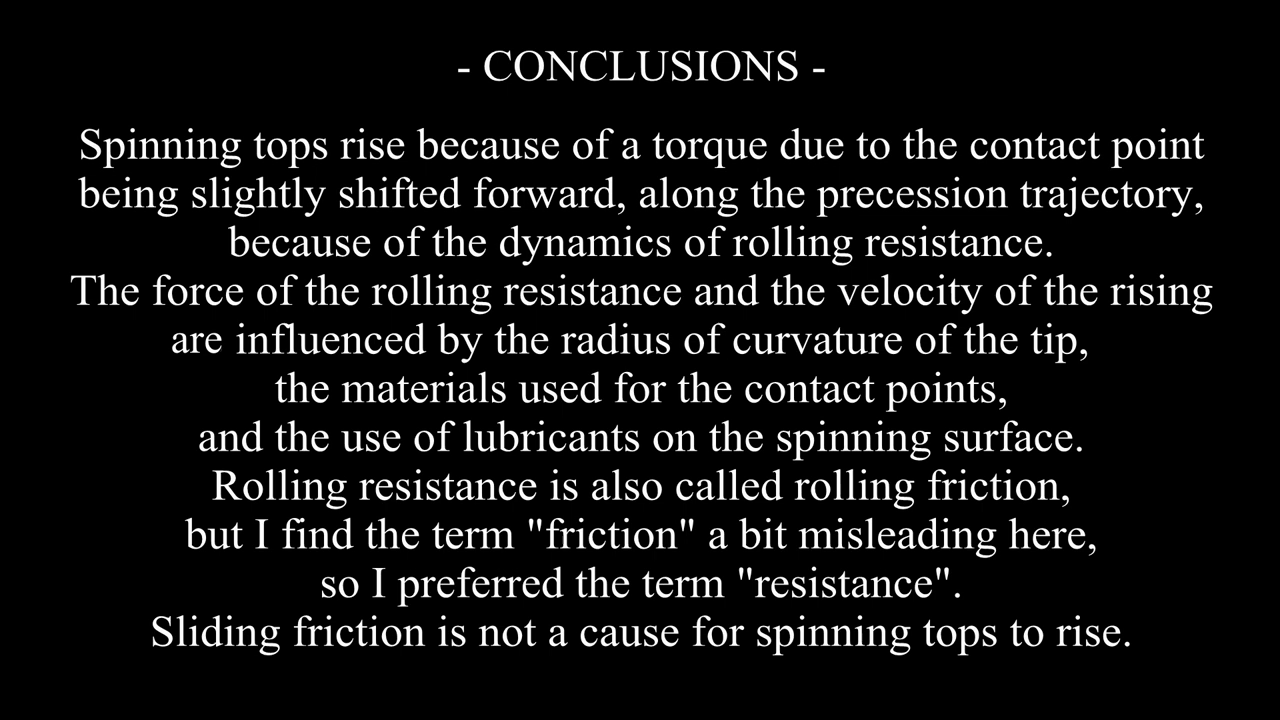 - CONCLUSIONS -
Spinning tops rise because of a torque due to the contact point
being slightly shifted forward, along the precession trajectory,
because of the dynamics of rolling resistance.
The force of the rolling resistance and the velocity of the rising
are influenced by the radius of curvature of the tip,
the materials used for the contact points,
and the use of lubricants on the spinning surface.
Rolling resistance is also called rolling friction,
but I find the term "friction" a bit misleading here,
so I preferred the term "resistance".
Sliding friction is not a cause for spinning tops to rise.